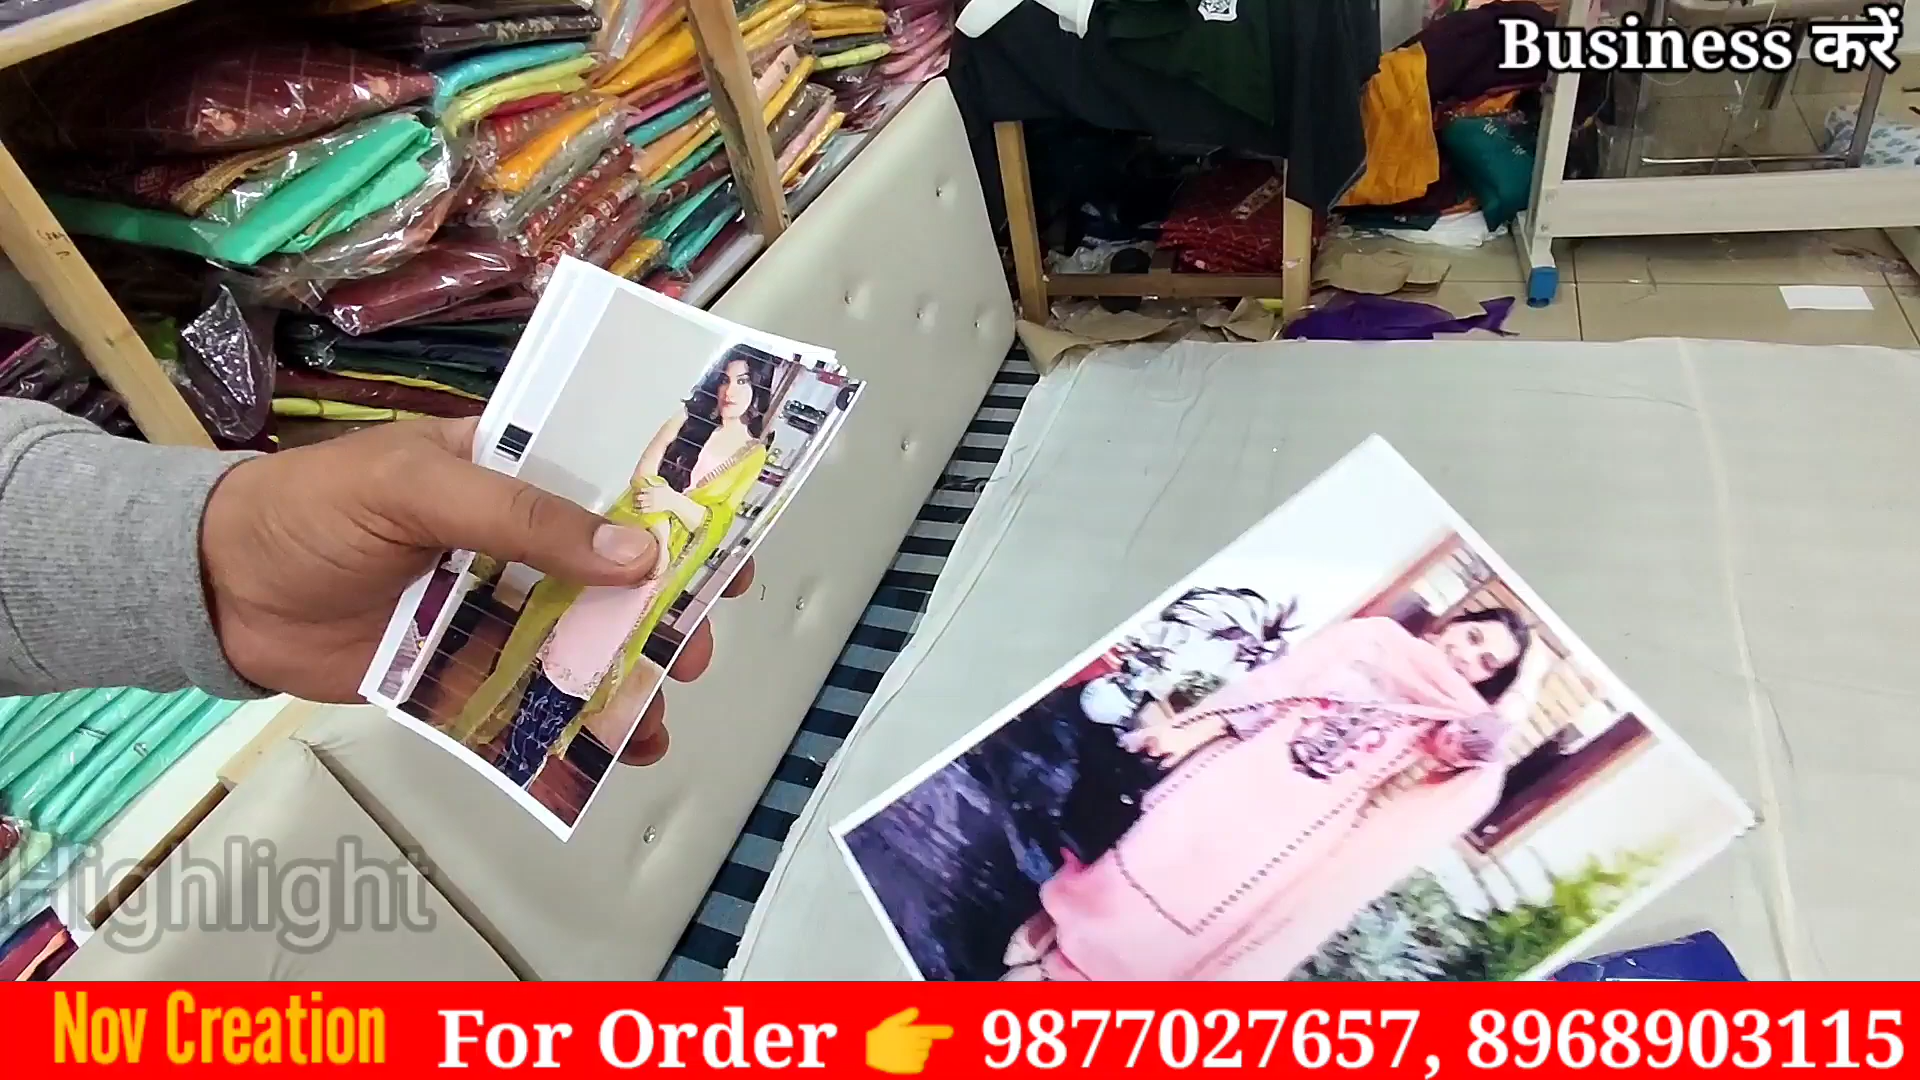 Business करें
Highlight
Nov Creation For Order 👉 9877027657, 8968903115